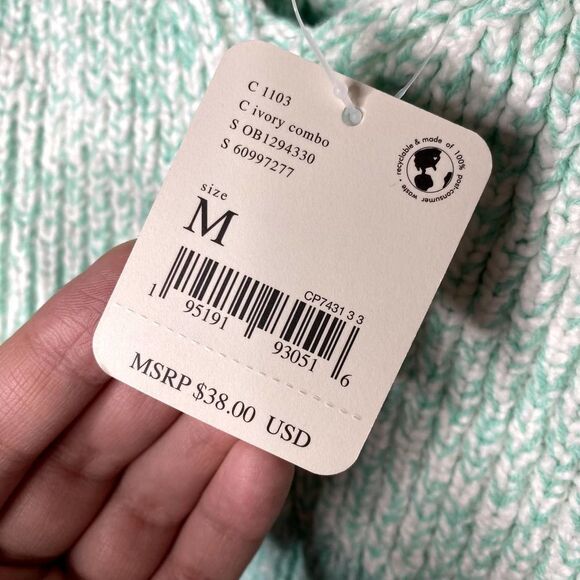 C 1103
C ivory combo
S OB1294330
S 60997277
recyclable & made of 100% post-consumer waste •
size
M
CP7431 3 3
1 95191 93051 6
MSRP $38.00 USD